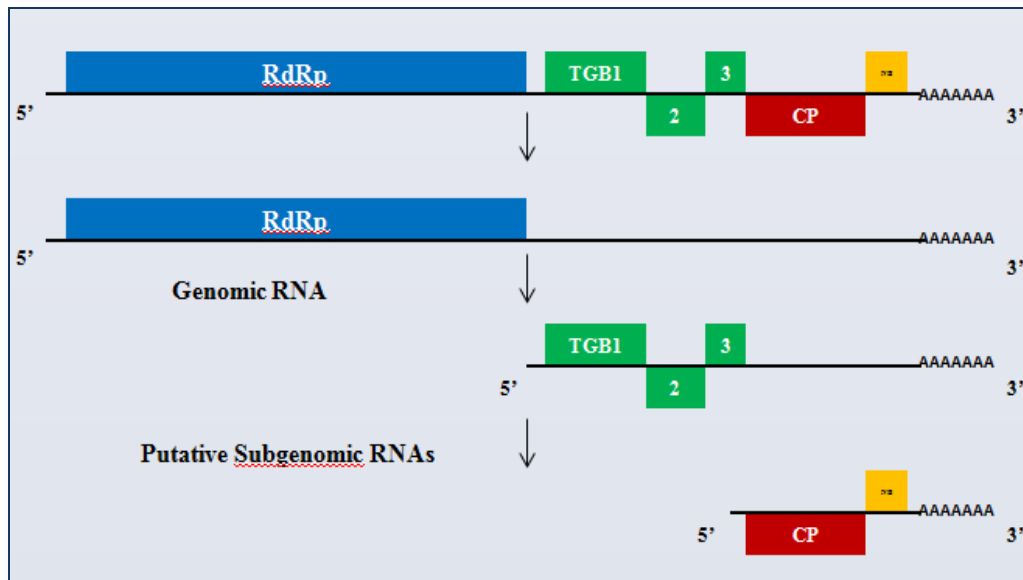 RdRp TGB1 3
5’ 2 CP AAAAAAA 3’
RdRp
5’ AAAAAAA 3’
Genomic RNA
TGB1 3
5’ 2 AAAAAAA 3’
Putative Subgenomic RNAs
5’ CP AAAAAAA 3’